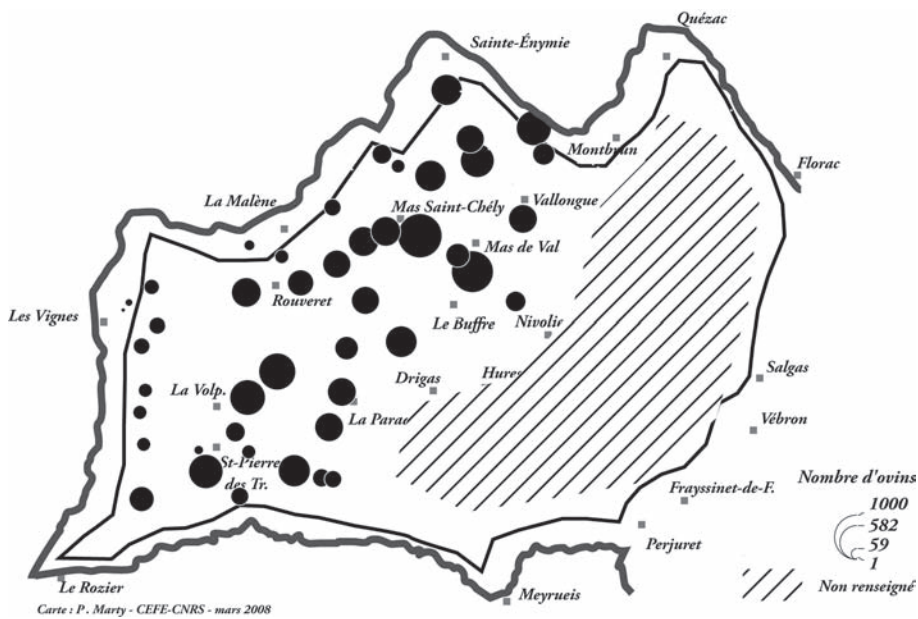 Quézac
Sainte-Énymie
Montbrun
Florac
La Malène
Mas Saint-Chély
Vallongue
Mas de Val
Rouveret
Les Vignes
Le Buffre
Nivolie
Hures
Drigas
Salgas
La Volp.
La Parae
Vébron
St-Pierre
des Tr.
Nombre d'ovins
Frayssinet-de-F.
1000
582
59
1
Perjuret
Non renseigné
Le Rozier
Meyrueis
Carte : P. Marty - CEFE-CNRS - mars 2008